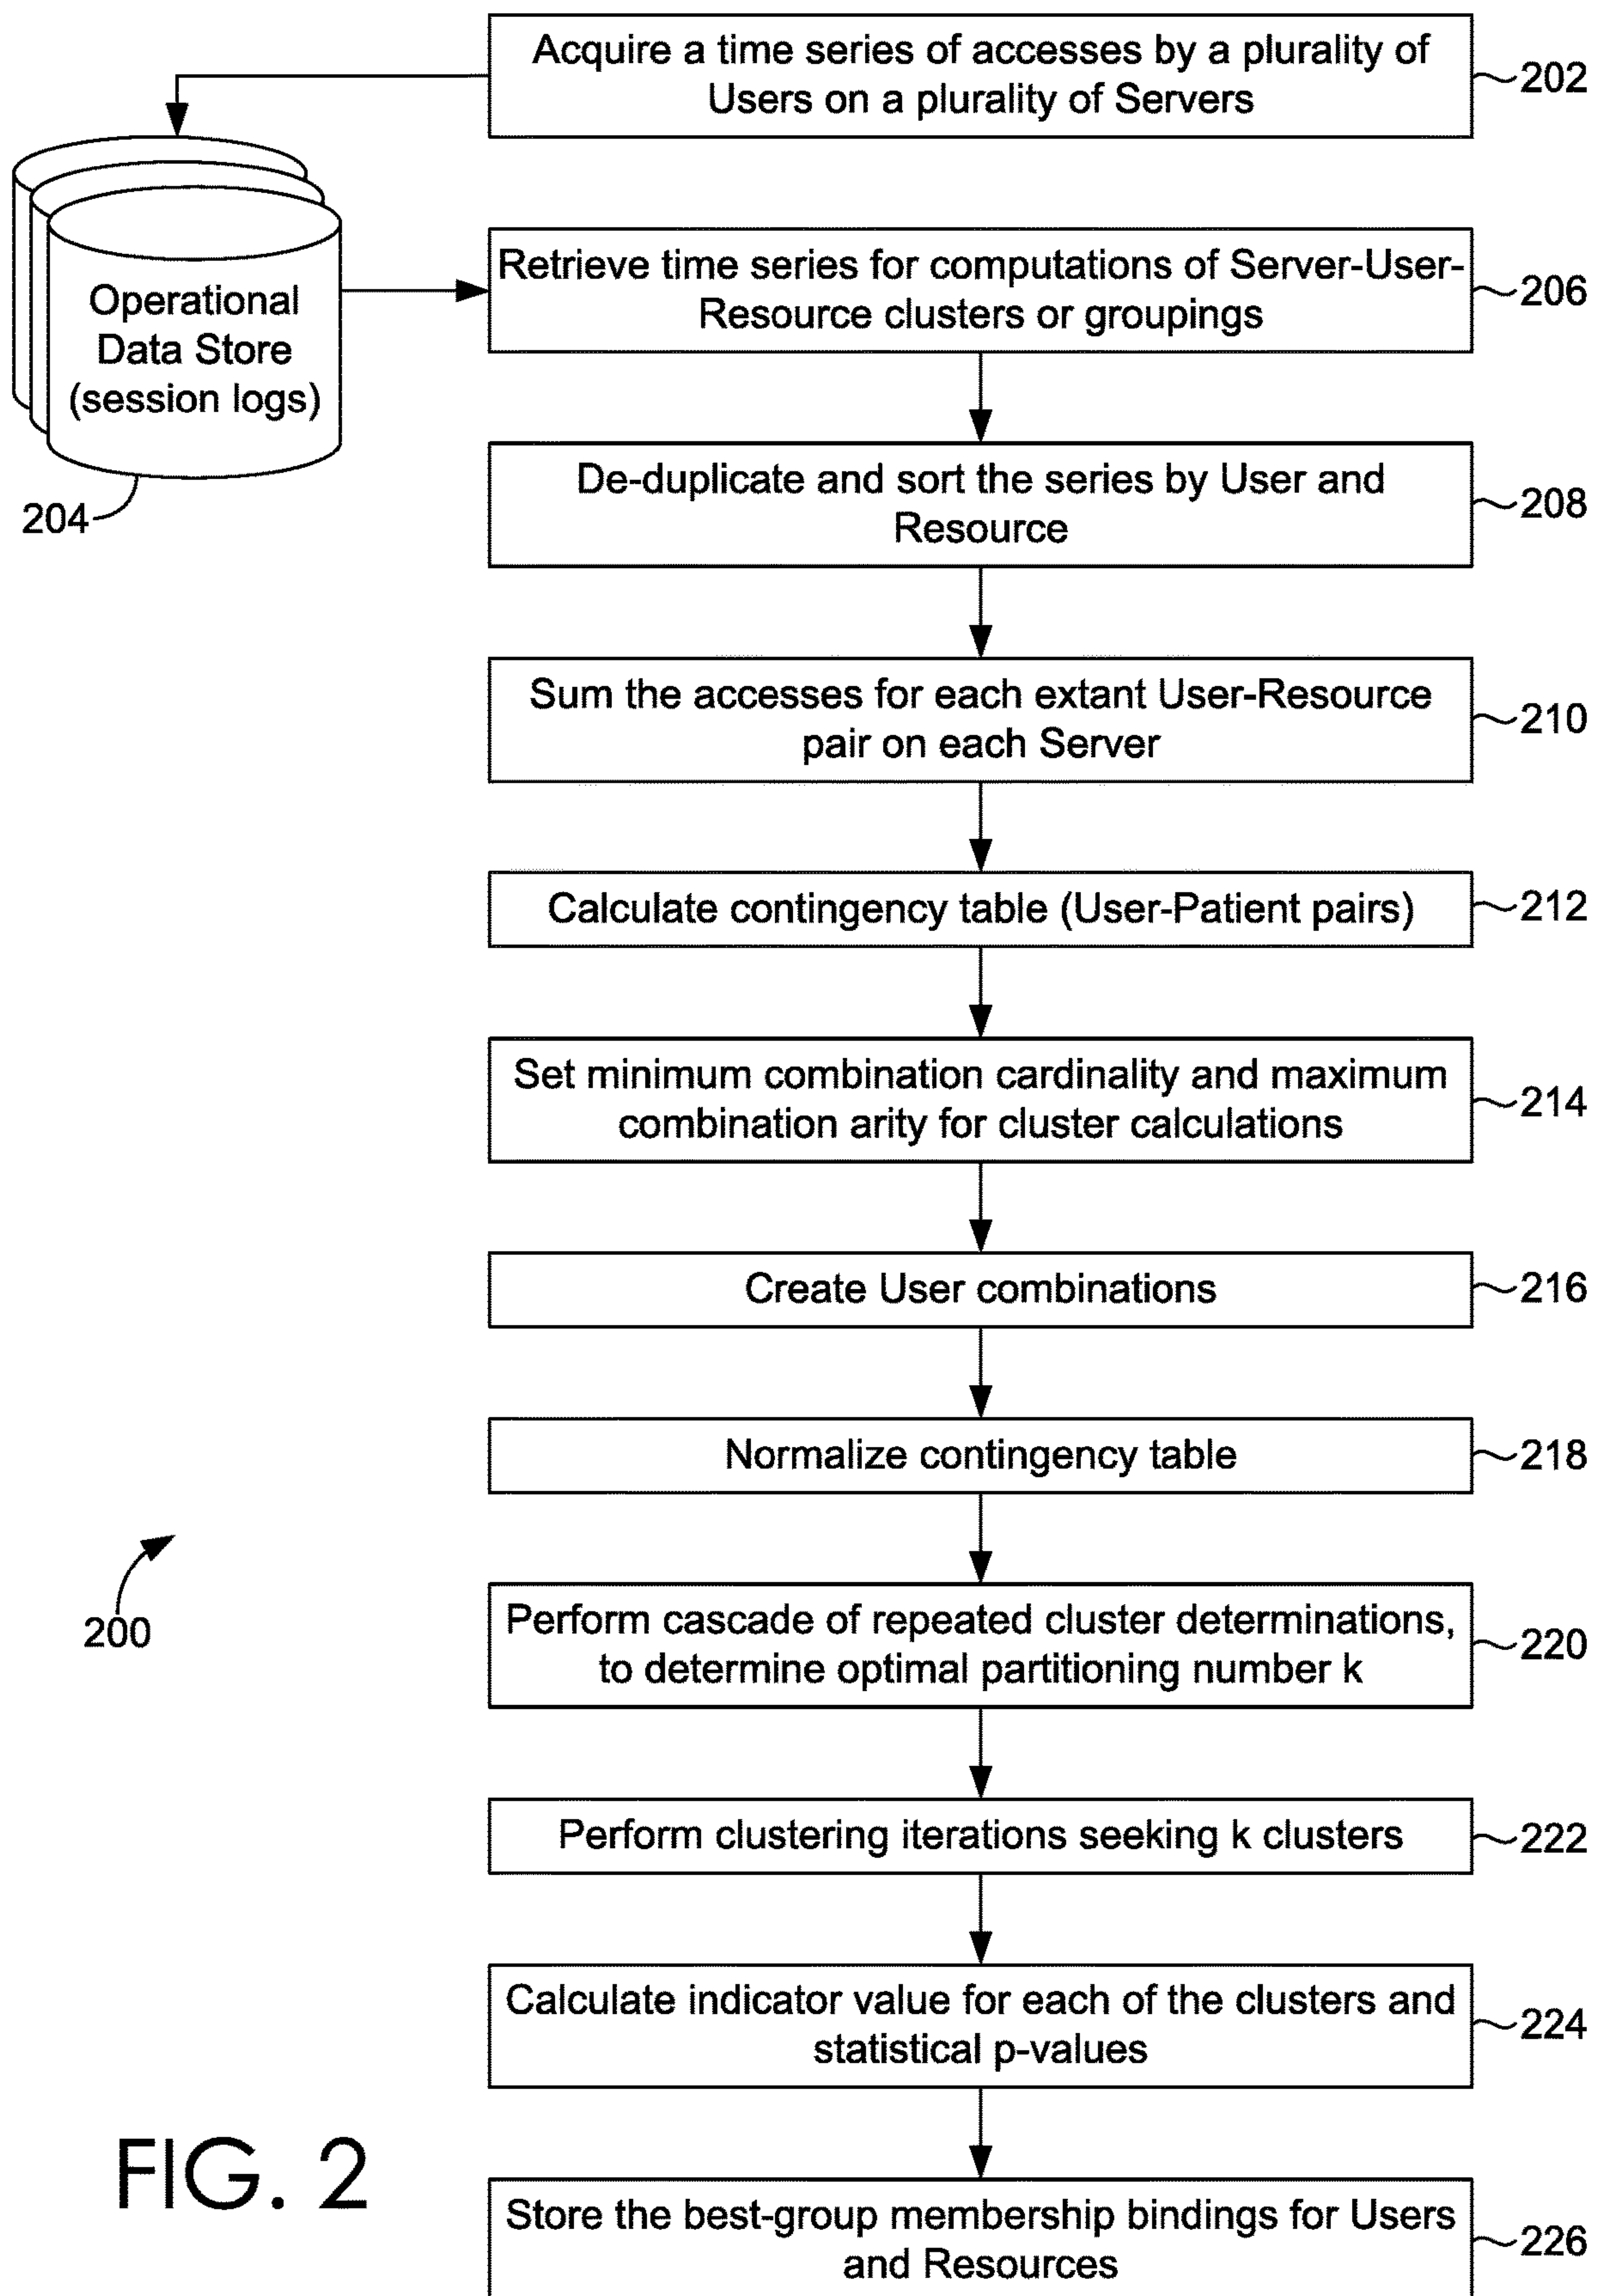 Acquire a time series of accesses by a plurality of
Users on a plurality of Servers
202
Operational
Data Store
(session logs)
204
Retrieve time series for computations of Server-User-
Resource clusters or groupings
206
De-duplicate and sort the series by User and
Resource
208
Sum the accesses for each extant User-Resource
pair on each Server
210
Calculate contingency table (User-Patient pairs)
212
Set minimum combination cardinality and maximum
combination arity for cluster calculations
214
Create User combinations
216
Normalize contingency table
218
200
Perform cascade of repeated cluster determinations,
to determine optimal partitioning number k
220
Perform clustering iterations seeking k clusters
222
Calculate indicator value for each of the clusters and
statistical p-values
224
Store the best-group membership bindings for Users
and Resources
226
FIG. 2